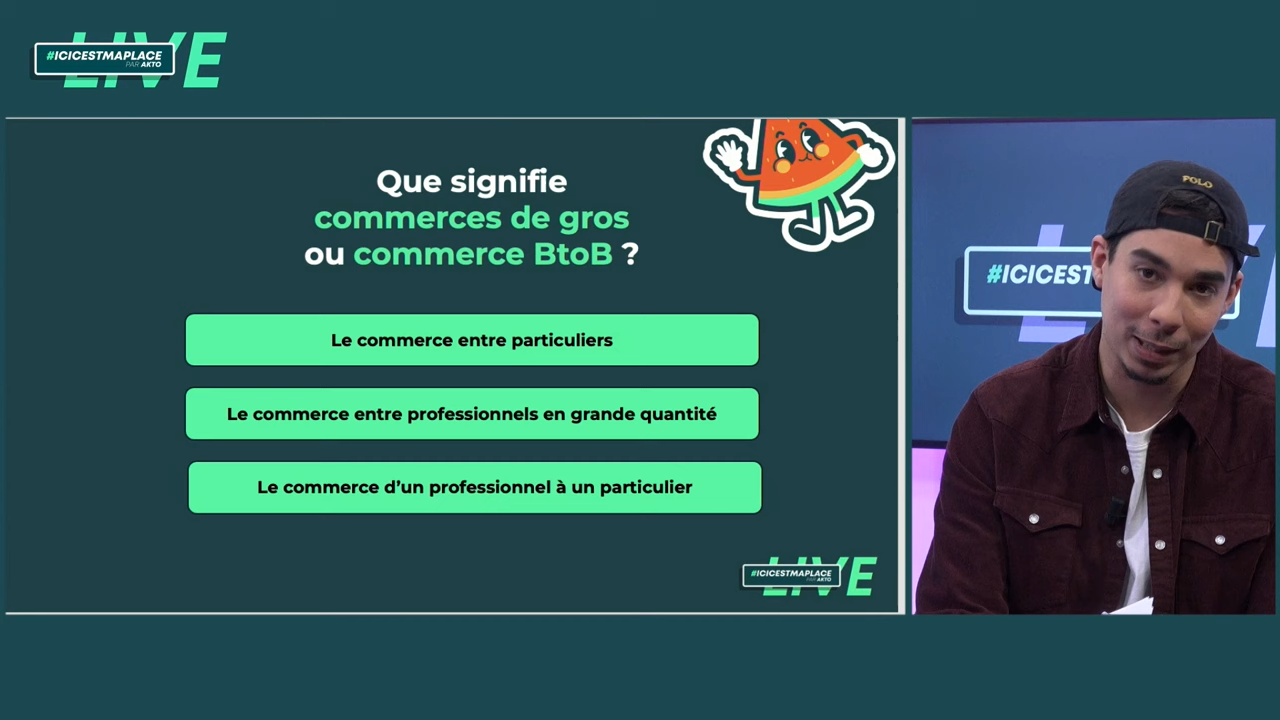 LIVE
#ICICESTMAPLACE
PAR AKTO
Que signifie
commerces de gros
ou commerce BtoB ?
Le commerce entre particuliers
Le commerce entre professionnels en grande quantité
Le commerce d’un professionnel à un particulier
LIVE
#ICICESTMAPLACE
PAR AKTO
POLO
#ICICEST